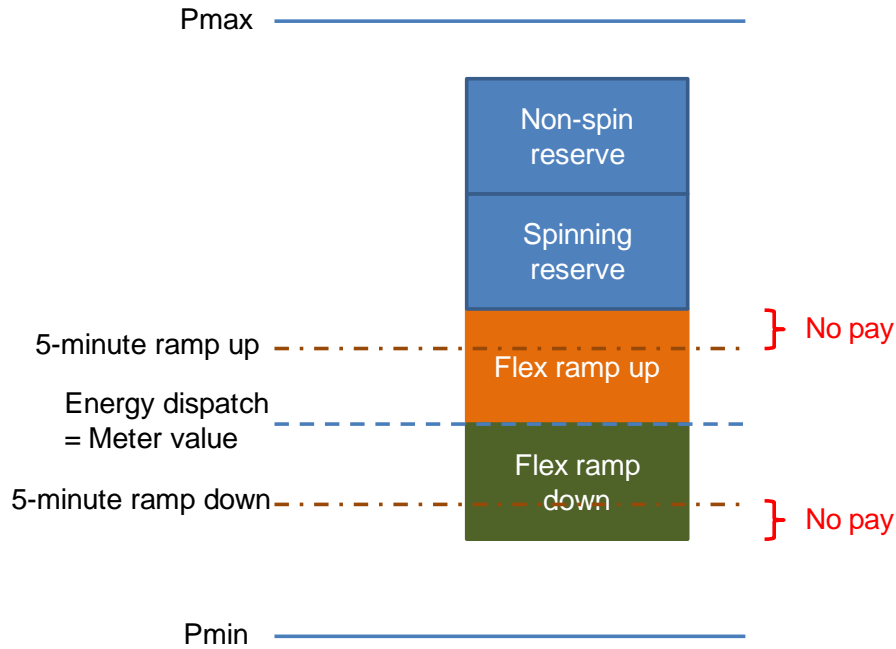 Pmax
Non-spin
reserve
Spinning
reserve
No pay
5-minute ramp up
Flex ramp up
Energy dispatch
= Meter value
Flex ramp
down
5-minute ramp down
No pay
Pmin